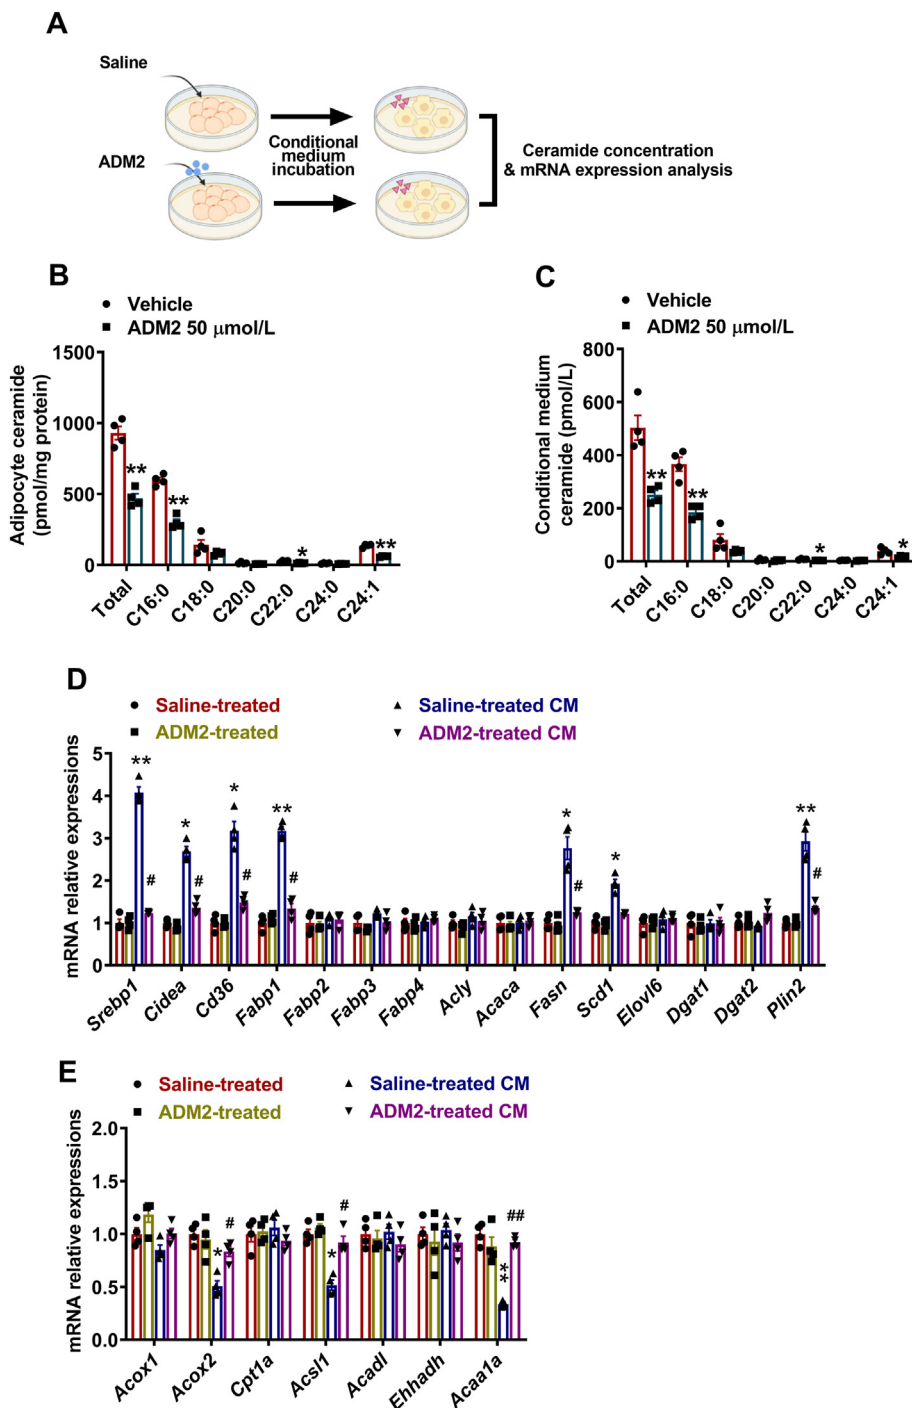 A
Saline
ADM2
Conditional
medium
incubation
Ceramide concentration
& mRNA expression analysis
B
Vehicle
ADM2 50 μmol/L
Adipocyte ceramide
(pmol/mg protein)
1500
1000
500
0
**
**
*
**
Total
C16:0
C18:0
C20:0
C22:0
C24:0
C24:1
C
Vehicle
ADM2 50 μmol/L
Conditional medium
ceramide (pmol/L)
800
600
400
200
0
**
**
*
*
Total
C16:0
C18:0
C20:0
C22:0
C24:0
C24:1
D
Saline-treated
ADM2-treated
Saline-treated CM
ADM2-treated CM
mRNA relative expressions
5
4
3
2
1
0
**
#
*
#
*
#
**
#
*
#
*
**
#
Srebp1
Cidea
Cd36
Fabp1
Fabp2
Fabp3
Fabp4
Acly
Acaca
Fasn
Scd1
Elovl6
Dgat1
Dgat2
Plin2
E
Saline-treated
ADM2-treated
Saline-treated CM
ADM2-treated CM
mRNA relative expressions
2.0
1.5
1.0
0.5
0.0
*
#
*
#
**
##
Acox1
Acox2
Cpt1a
Acsl1
Acadl
Ehhadh
Acaa1a